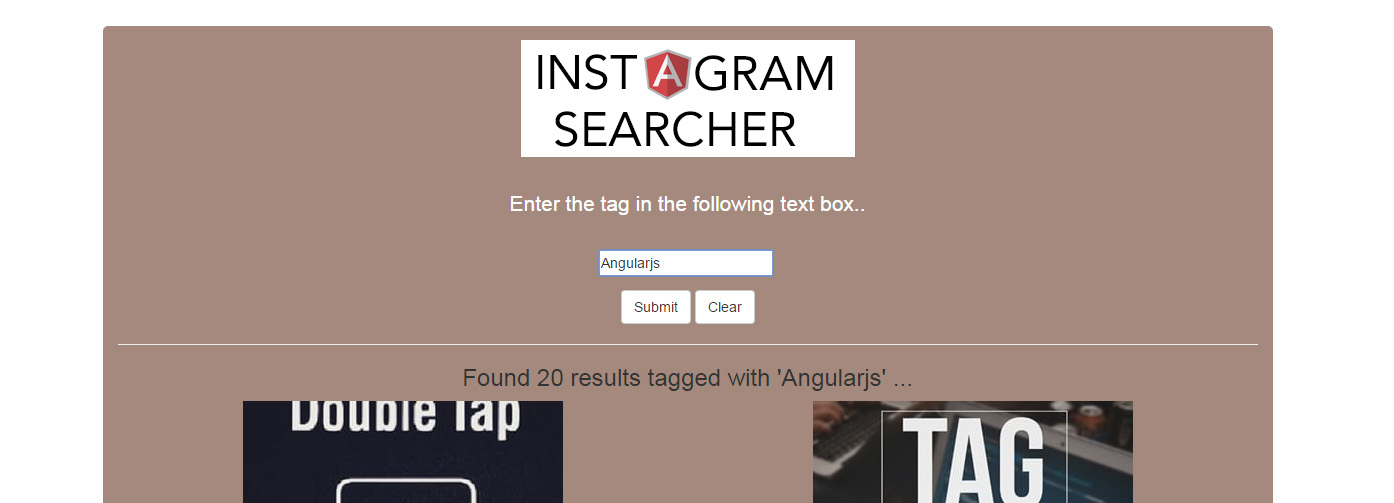 INSTAGRAM
SEARCHER
Enter the tag in the following text box..
Angularjs
Submit Clear
Found 20 results tagged with 'Angularjs' ...
Double Tap
TAG